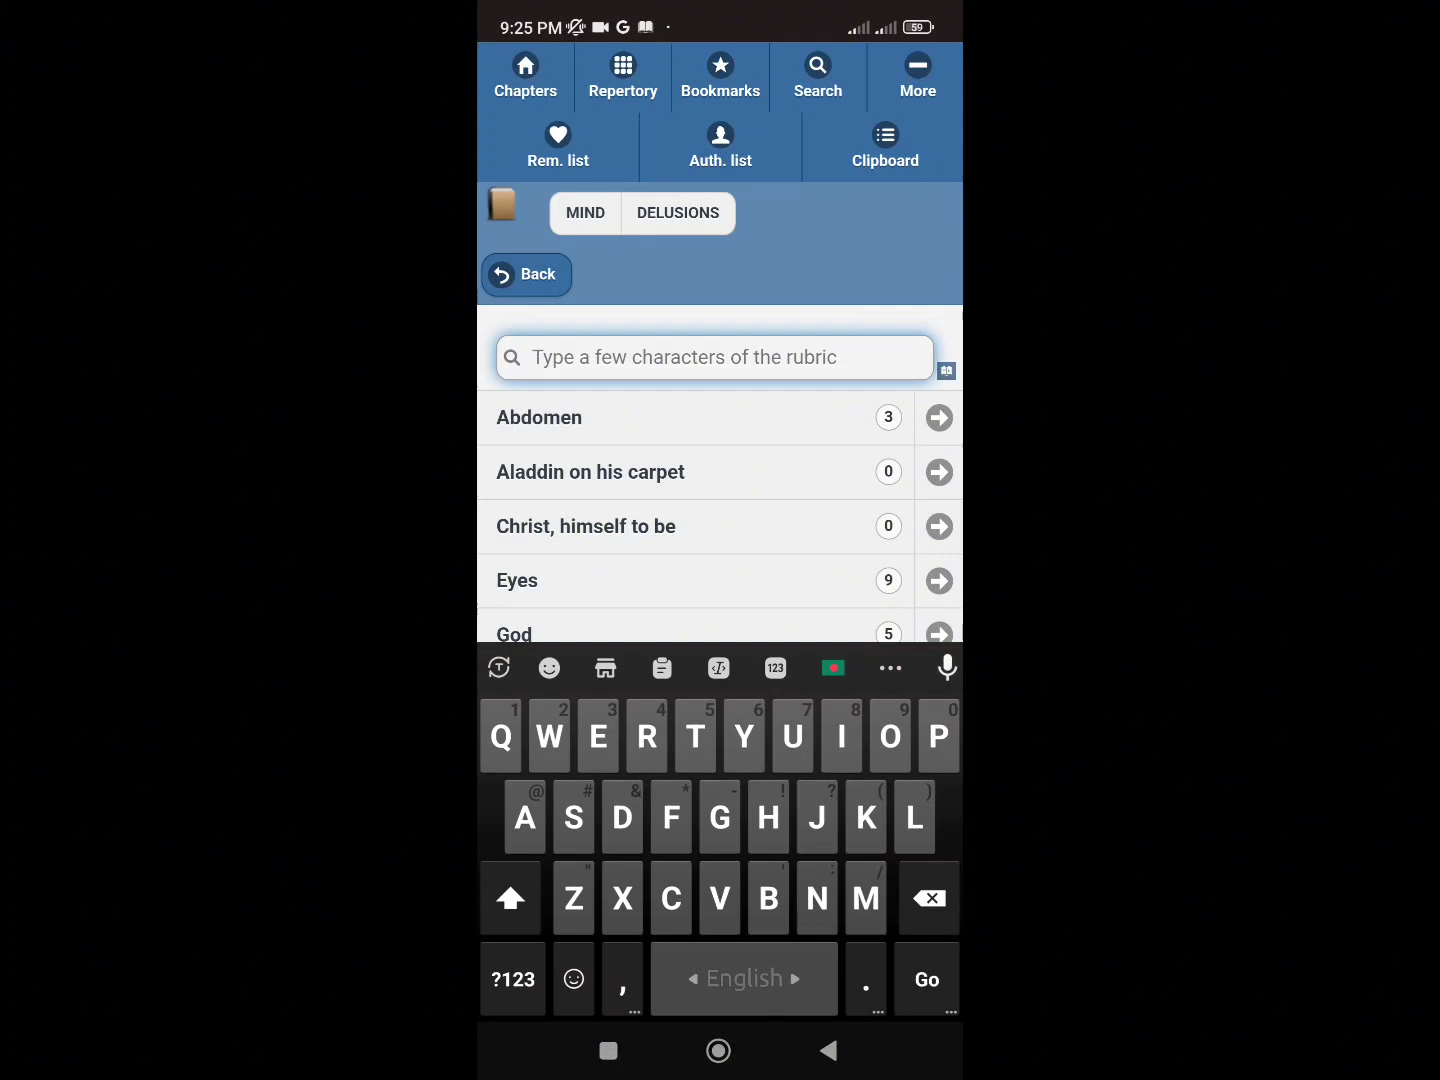 9:25 PM G 59
Chapters Repertory Bookmarks Search More
Rem. list Auth. list Clipboard
MIND DELUSIONS
Back
Type a few characters of the rubric
Abdomen 3
Aladdin on his carpet 0
Christ, himself to be 0
Eyes 9
God 5
T 123
1 2 3 4 5 6 7 8 9 0
Q W E R T Y U I O P
@ # & * - ! ? ( )
A S D F G H J K L
" ' : /
Z X C V B N M
?123 , English . Go